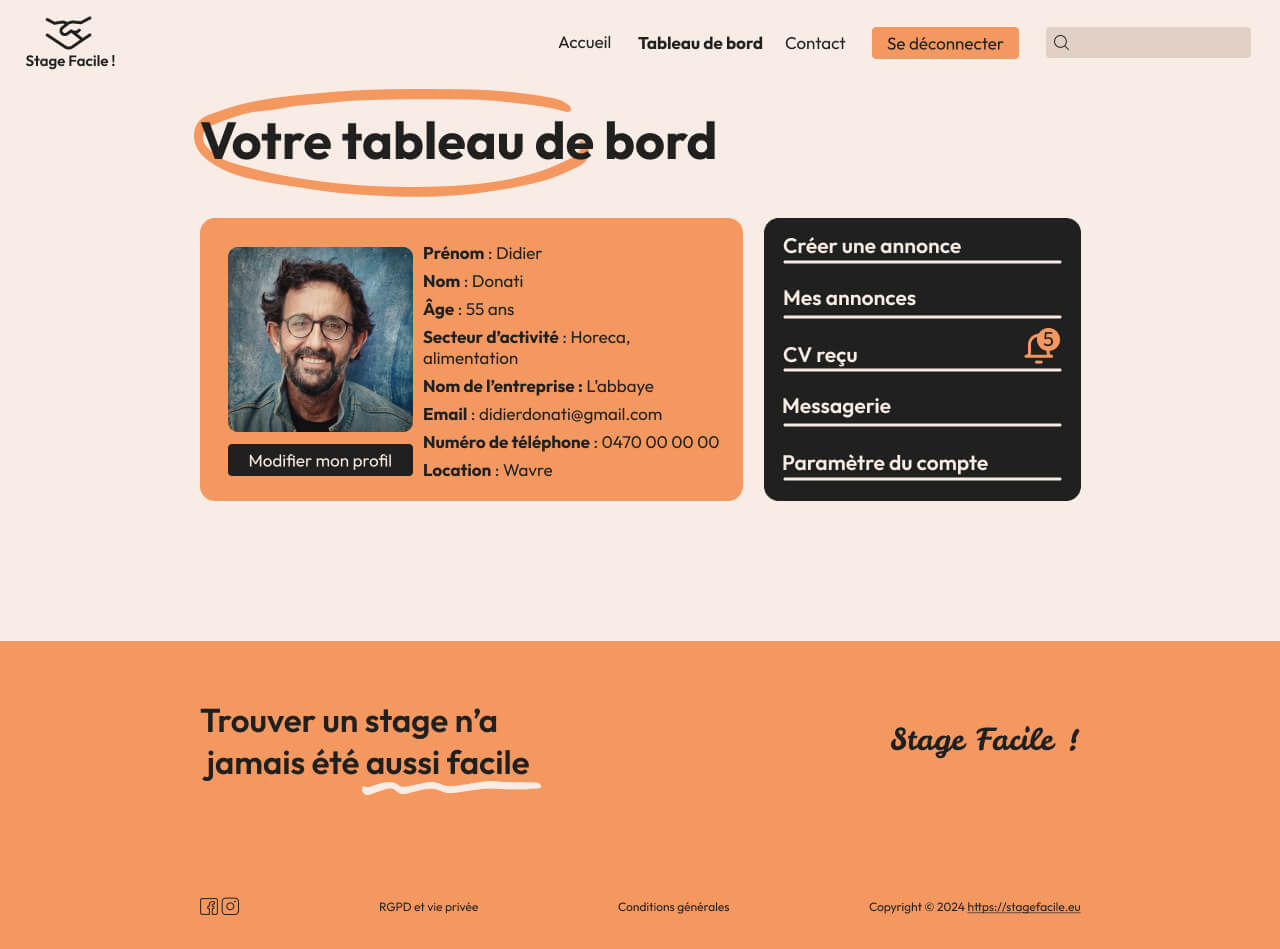 Stage Facile !
Accueil
Tableau de bord
Contact
Se déconnecter
Votre tableau de bord
Prénom : Didier
Nom : Donati
Âge : 55 ans
Secteur d’activité : Horeca,
alimentation
Nom de l’entreprise : L’abbaye
Email : didierdonati@gmail.com
Numéro de téléphone : 0470 00 00 00
Location : Wavre
Modifier mon profil
Créer une annonce
Mes annonces
CV reçu
5
Messagerie
Paramètre du compte
Trouver un stage n’a
jamais été aussi facile
Stage Facile !
RGPD et vie privée
Conditions générales
Copyright © 2024 https://stagefacile.eu